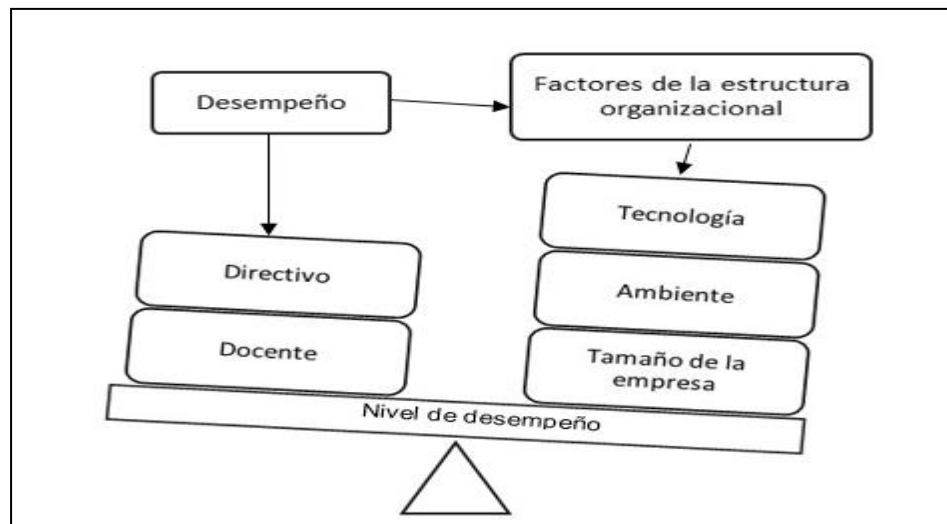 Desempeño
Factores de la estructura
organizacional
Directivo
Docente
Tecnología
Ambiente
Tamaño de la
empresa
Nivel de desempeño